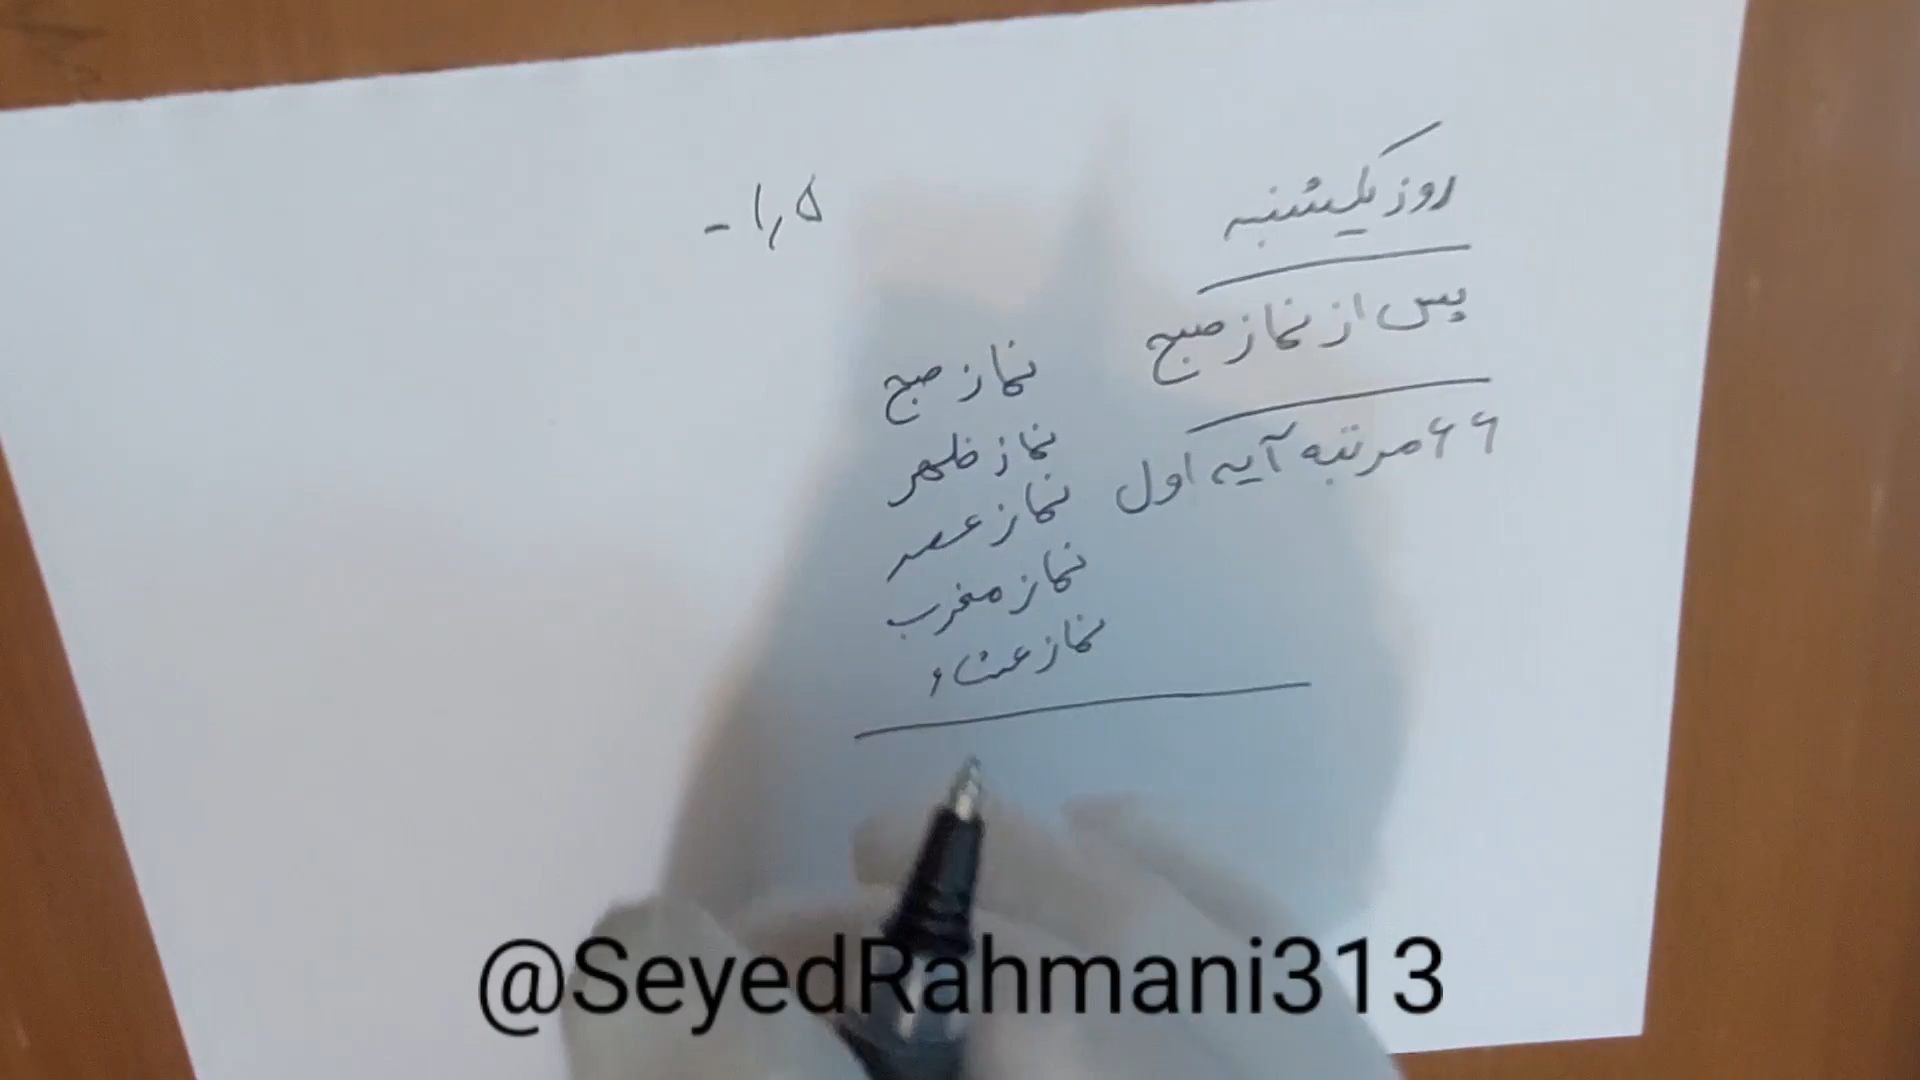 روز یکشنبه
پس از نماز صبح
۶۶ مرتبه آیه اول
۱٫۵ -
نماز صبح
نماز ظهر
نماز عصر
نماز مغرب
نماز عشاء
@SeyedRahmani313